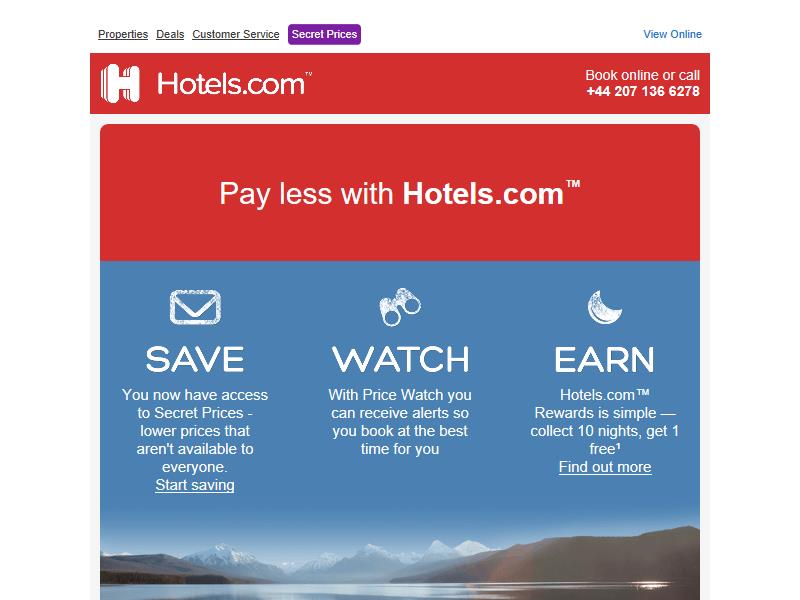 Properties Deals Customer Service Secret Prices View Online
Hotels.com™
Book online or call
+44 207 136 6278
Pay less with Hotels.com™
SAVE
You now have access
to Secret Prices -
lower prices that
aren't available to
everyone.
Start saving
WATCH
With Price Watch you
can receive alerts so
you book at the best
time for you
EARN
Hotels.com™
Rewards is simple —
collect 10 nights, get 1
free¹
Find out more